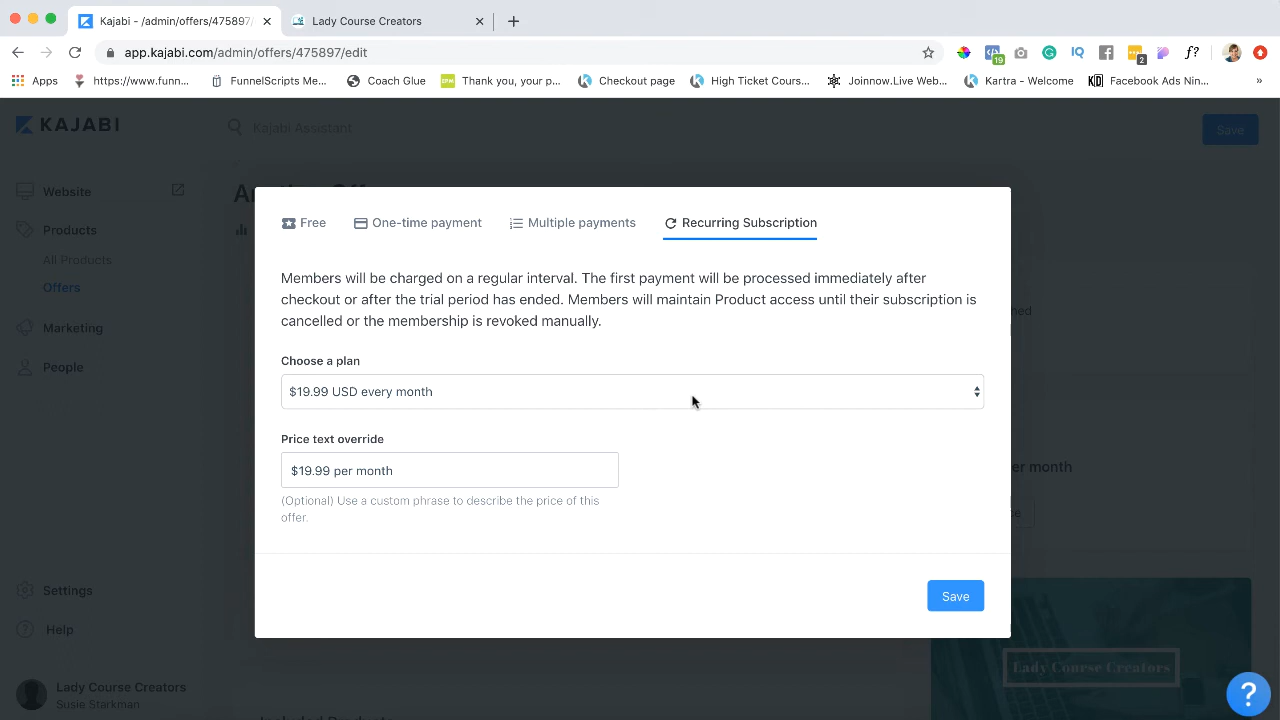 Kajabi - /admin/offers/475897/
Lady Course Creators
app.kajabi.com/admin/offers/475897/edit
Apps
https://www.funn...
FunnelScripts Me...
Coach Glue
Thank you, your p...
Checkout page
High Ticket Cours...
Joinnow.Live Web...
Kartra - Welcome
Facebook Ads Nin...
»
KAJABI
Kajabi Assistant
Save
Website
Products
All Products
Offers
Marketing
People
Settings
Help
Lady Course Creators
Susie Starkman
Free
One-time payment
Multiple payments
Recurring Subscription
Members will be charged on a regular interval. The first payment will be processed immediately after
checkout or after the trial period has ended. Members will maintain Product access until their subscription is
cancelled or the membership is revoked manually.
Choose a plan
$19.99 USD every month
Price text override
$19.99 per month
(Optional) Use a custom phrase to describe the price of this
offer.
Save
per month
Lady Course Creators
?